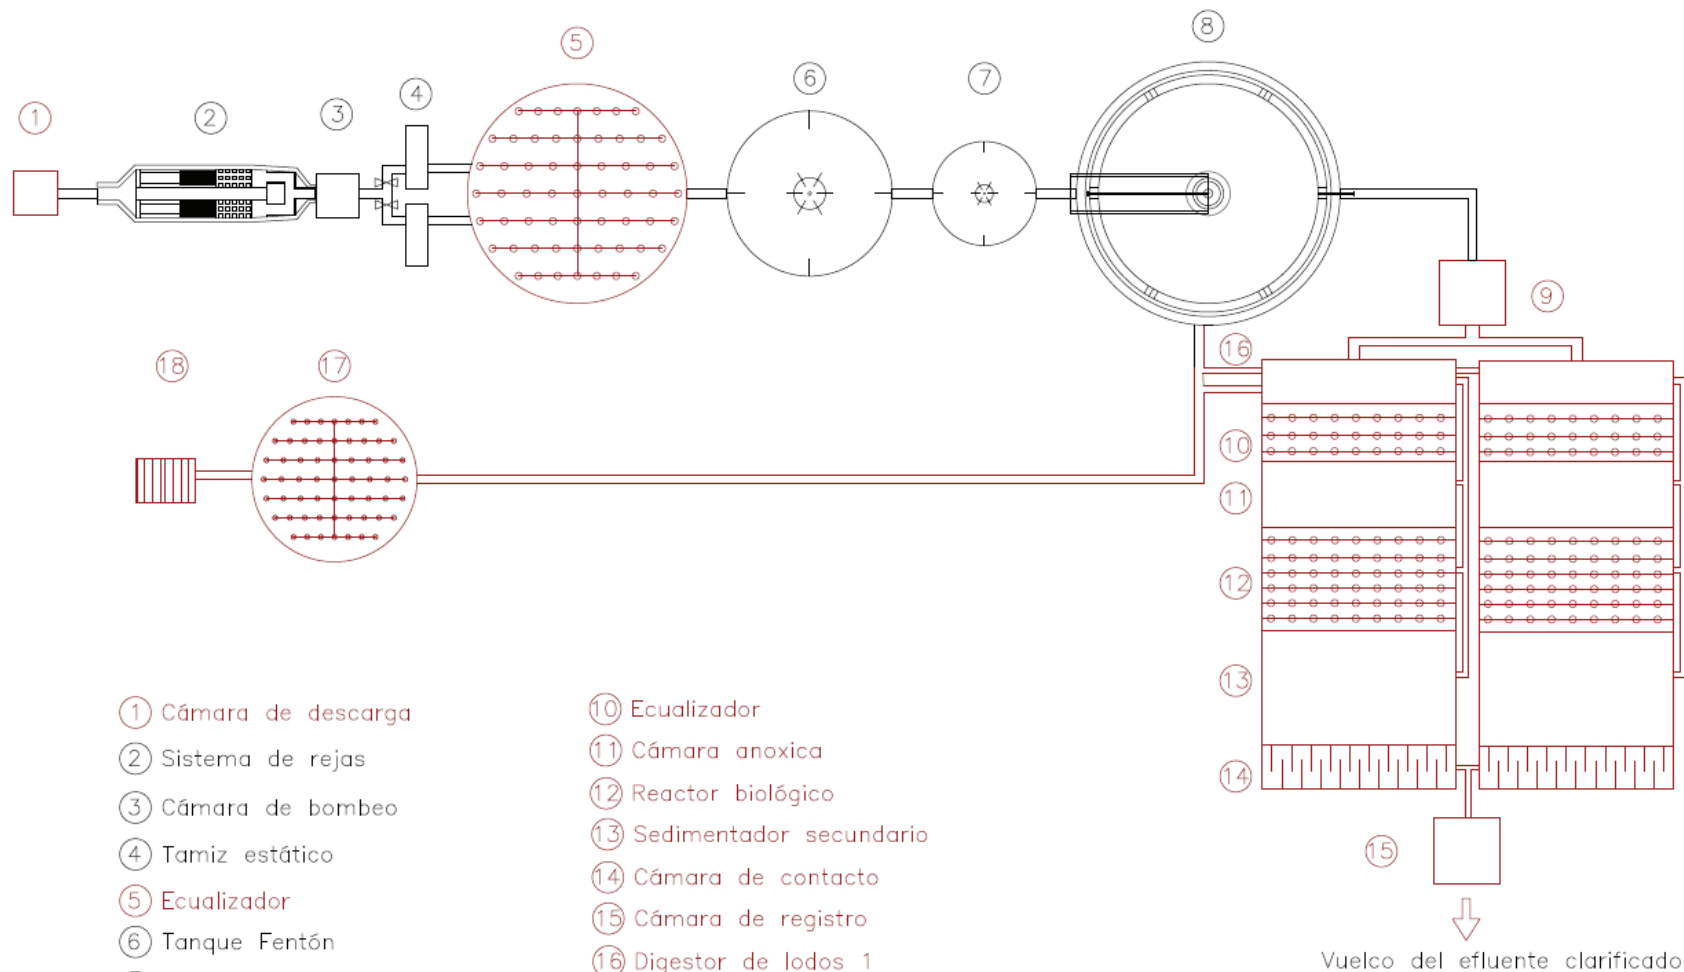 8
5
6
7
4
3
1
2
9
16
18
17
10
11
12
13
14
15
1 Cámara de descarga
2 Sistema de rejas
3 Cámara de bombeo
4 Tamiz estático
5 Ecualizador
6 Tanque Fentón
10 Ecualizador
11 Cámara anoxica
12 Reactor biológico
13 Sedimentador secundario
14 Cámara de contacto
15 Cámara de registro
16 Digestor de lodos 1
Vuelco del efluente clarificado